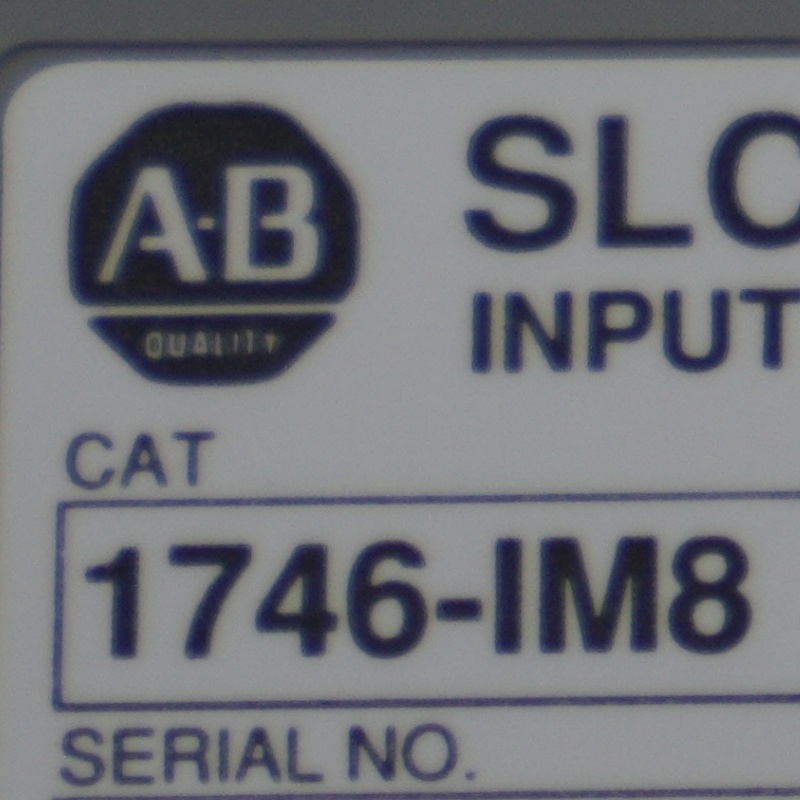 A-B
QUALITY
SLC
INPUT
CAT
1746-IM8
SERIAL NO.